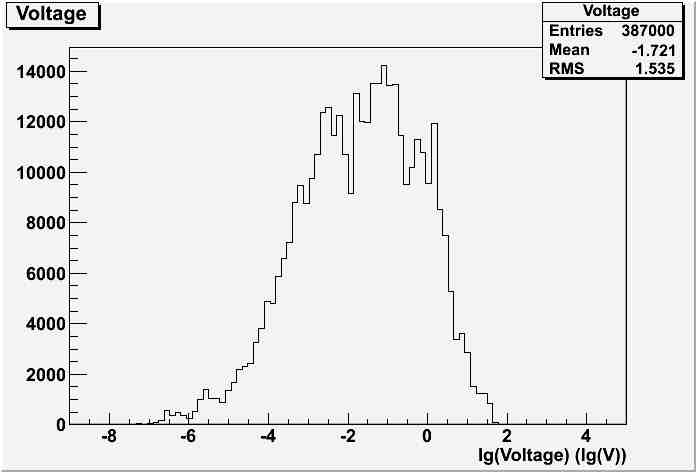 Voltage
Voltage
Entries 387000
Mean -1.721
RMS 1.535
14000
12000
10000
8000
6000
4000
2000
0
-8 -6 -4 -2 0 2 4
lg(Voltage) (lg(V))